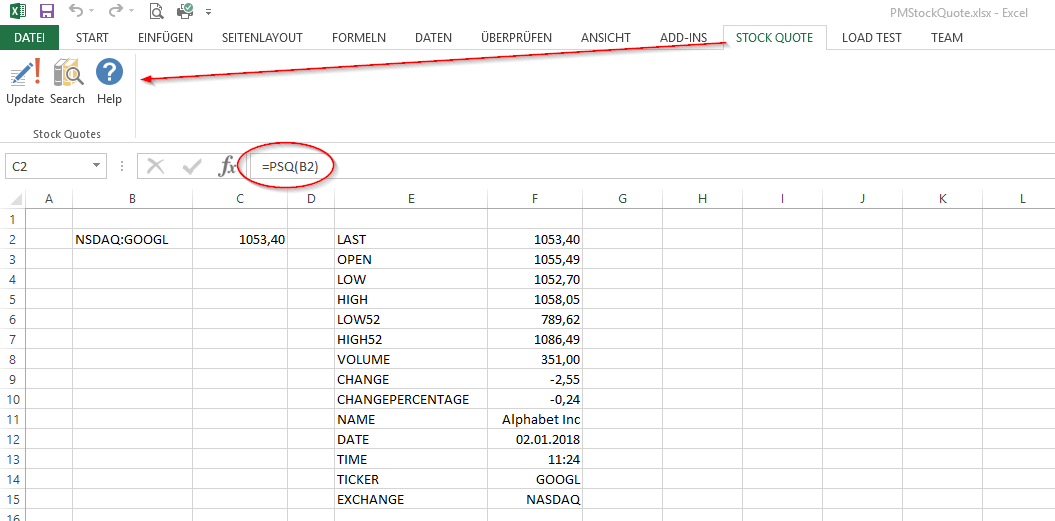 PMStockQuote.xlsx - Excel
DATEI START EINFÜGEN SEITENLAYOUT FORMELN DATEN ÜBERPRÜFEN ANSICHT ADD-INS STOCK QUOTE LOAD TEST TEAM
Update Search Help
Stock Quotes
C2 fx =PSQ(B2)
A B C D E F G H I J K L
1
2 NSDAQ:GOOGL 1053,40 LAST 1053,40
3 OPEN 1055,49
4 LOW 1052,70
5 HIGH 1058,05
6 LOW52 789,62
7 HIGH52 1086,49
8 VOLUME 351,00
9 CHANGE -2,55
10 CHANGEPERCENTAGE -0,24
11 NAME Alphabet Inc
12 DATE 02.01.2018
13 TIME 11:24
14 TICKER GOOGL
15 EXCHANGE NASDAQ
16